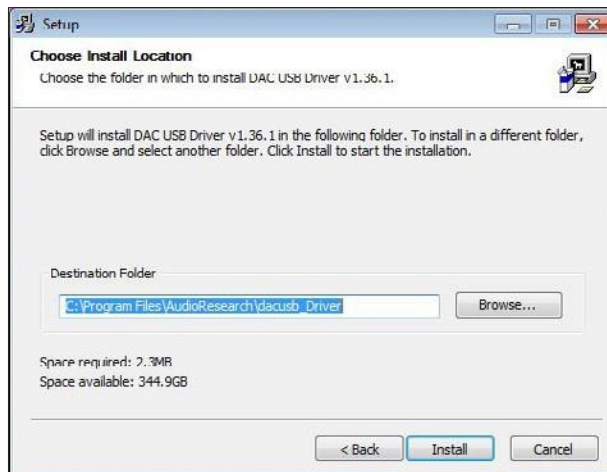 Setup
Choose Install Location
Choose the folder in which to install DAC USB Driver v1.36.1.
Setup will install DAC USB Driver v1.36.1 in the following folder. To install in a different folder,
click Browse and select another folder. Click Install to start the installation.
Destination Folder
C:\Program Files\AudioResearch\dacusb_Driver
Browse...
Space required: 2.3MB
Space available: 344.9GB
< Back
Install
Cancel